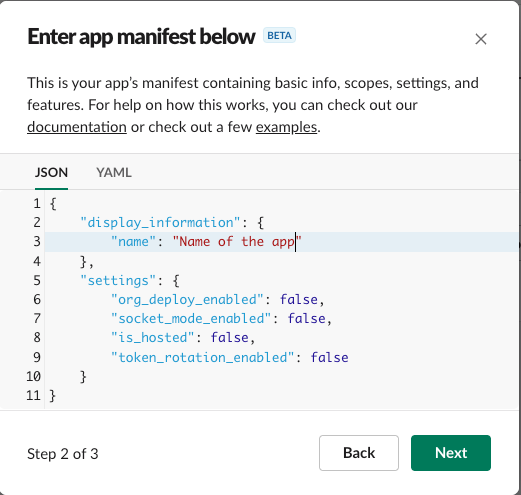 Enter app manifest below BETA
This is your app's manifest containing basic info, scopes, settings, and
features. For help on how this works, you can check out our
documentation or check out a few examples.
JSON YAML
1 {
2     "display_information": {
3         "name": "Name of the app"
4     },
5     "settings": {
6         "org_deploy_enabled": false,
7         "socket_mode_enabled": false,
8         "is_hosted": false,
9         "token_rotation_enabled": false
10     }
11 }
Step 2 of 3 Back Next